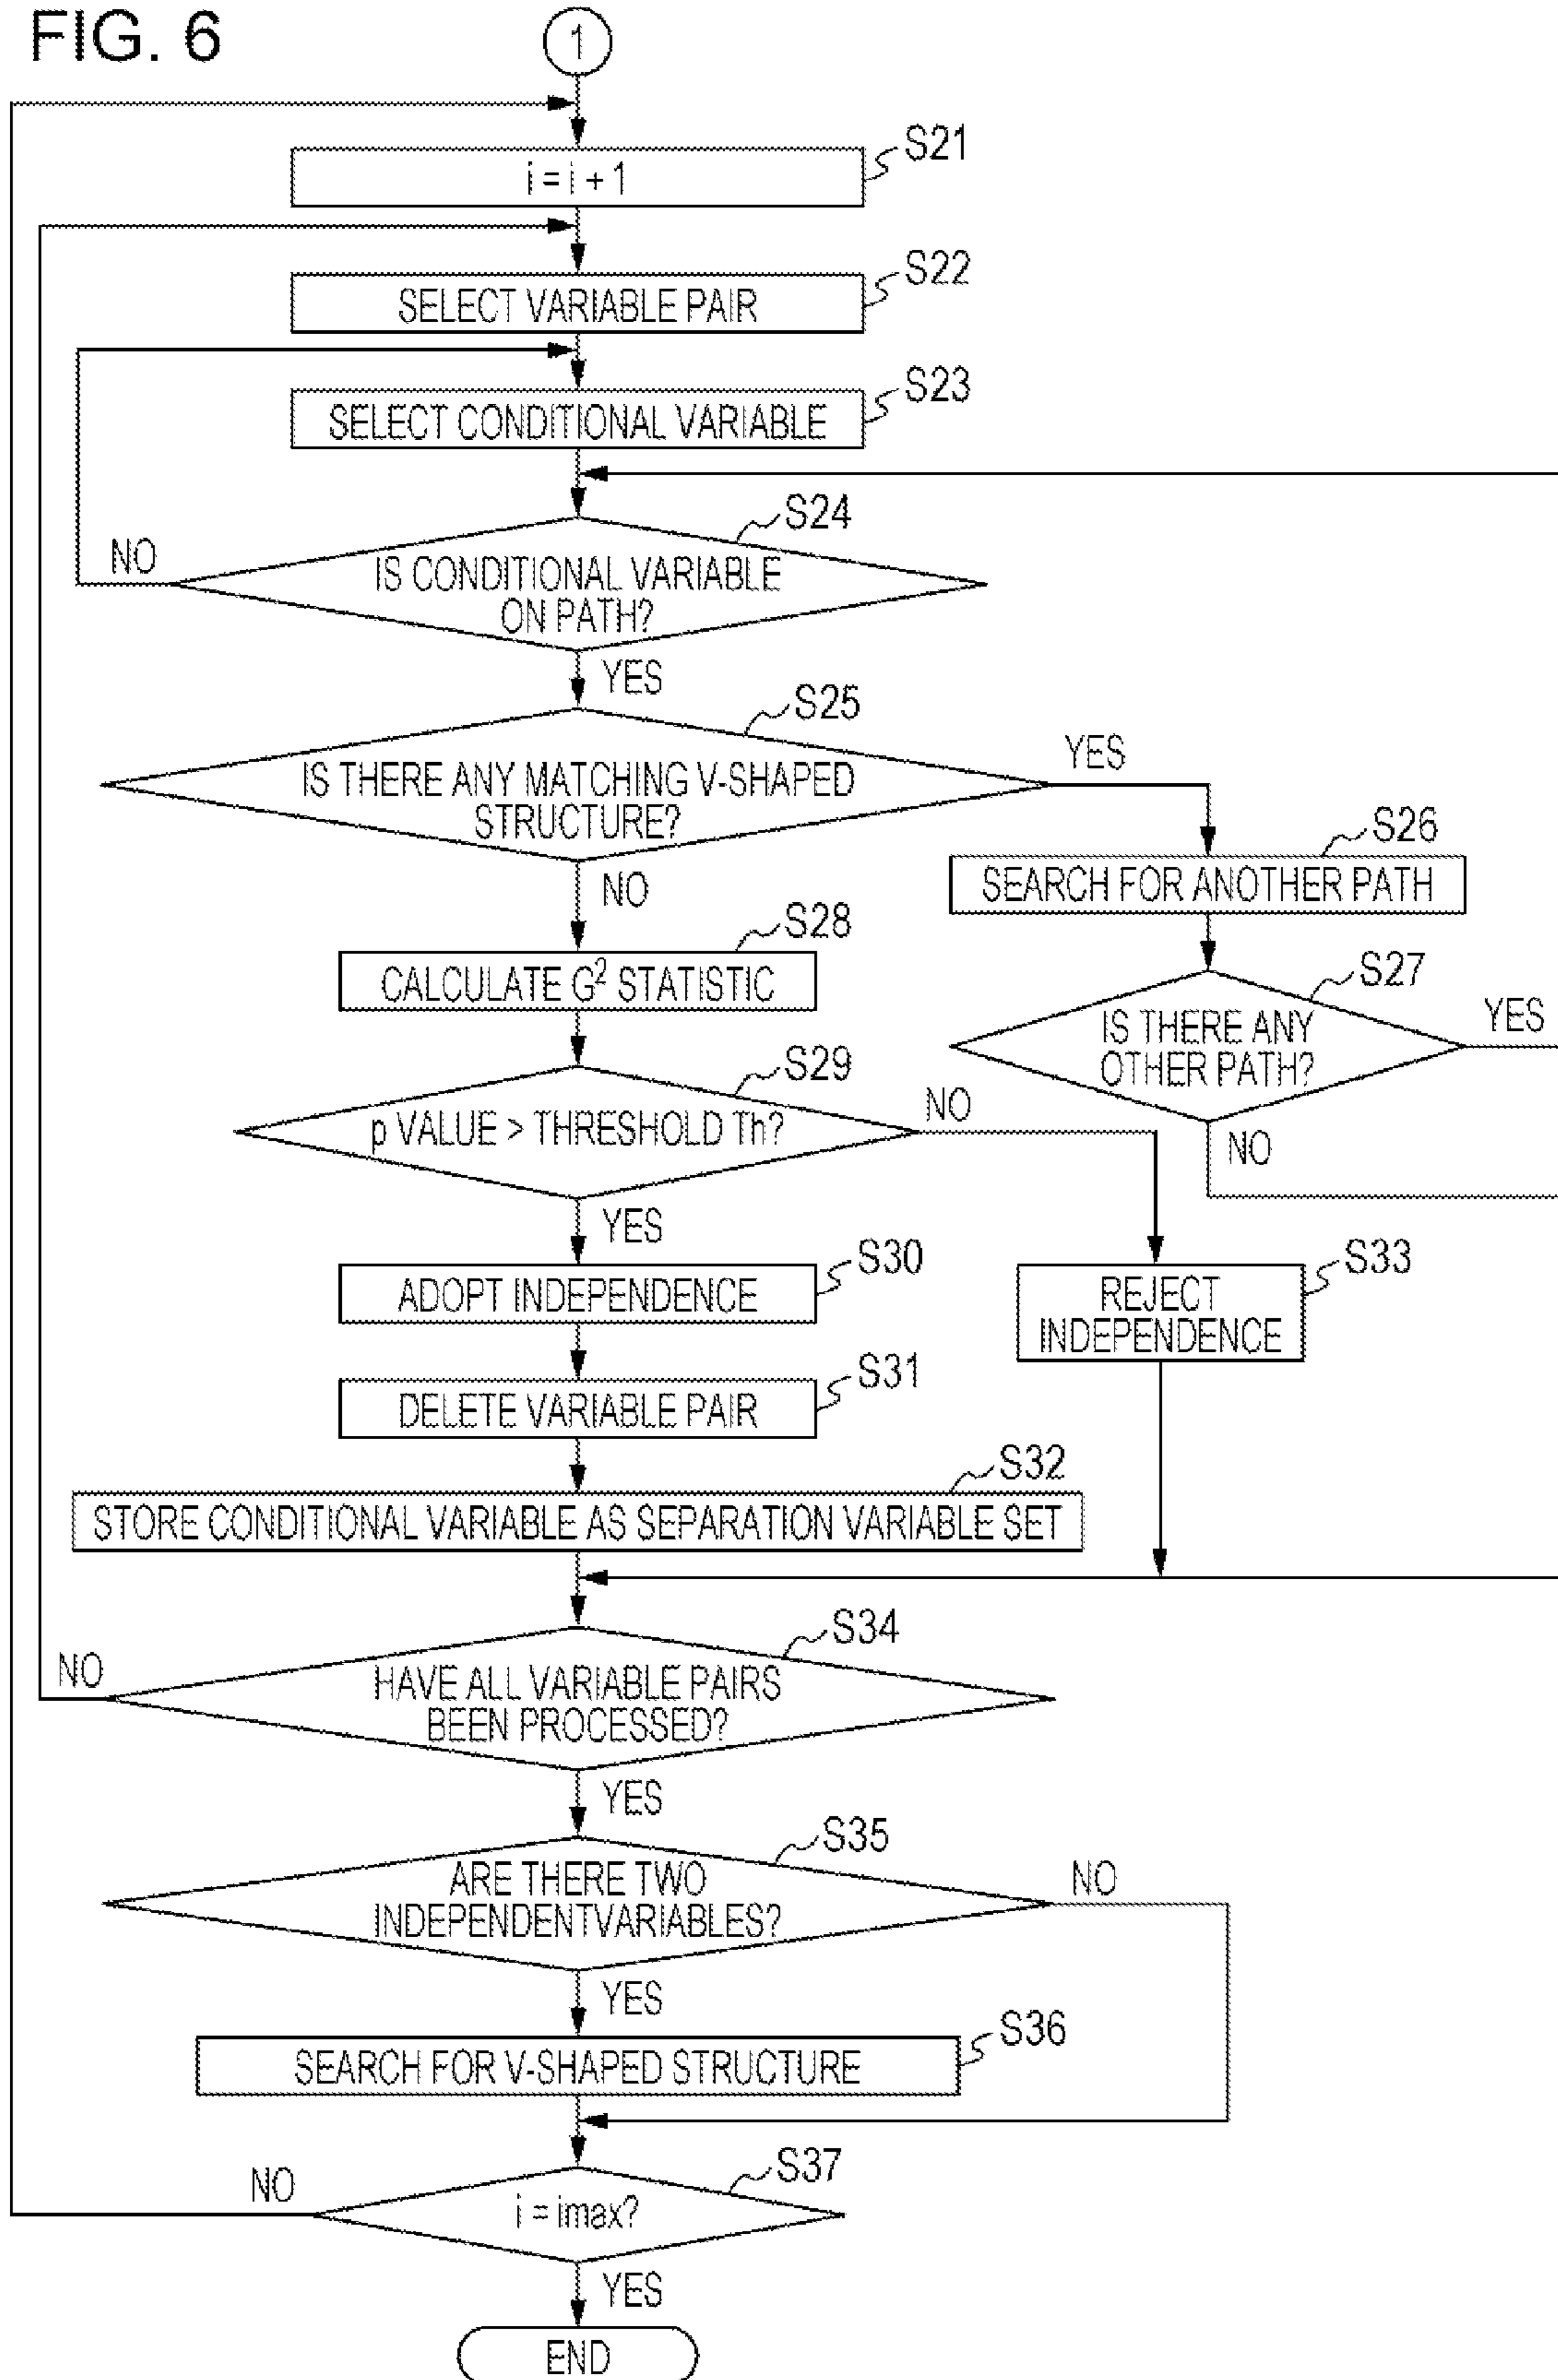 FIG. 6
1
S21
i = i + 1
S22
SELECT VARIABLE PAIR
S23
SELECT CONDITIONAL VARIABLE
S24
NO
IS CONDITIONAL VARIABLE
ON PATH?
YES
S25
YES
IS THERE ANY MATCHING V-SHAPED
STRUCTURE?
S26
NO
SEARCH FOR ANOTHER PATH
S28
CALCULATE G² STATISTIC
S27
YES
IS THERE ANY
OTHER PATH?
NO
S29
NO
p VALUE > THRESHOLD Th?
YES
S30
ADOPT INDEPENDENCE
S33
REJECT
INDEPENDENCE
S31
DELETE VARIABLE PAIR
S32
STORE CONDITIONAL VARIABLE AS SEPARATION VARIABLE SET
S34
NO
HAVE ALL VARIABLE PAIRS
BEEN PROCESSED?
YES
S35
NO
ARE THERE TWO
INDEPENDENTVARIABLES?
YES
S36
SEARCH FOR V-SHAPED STRUCTURE
S37
NO
i = imax?
YES
END